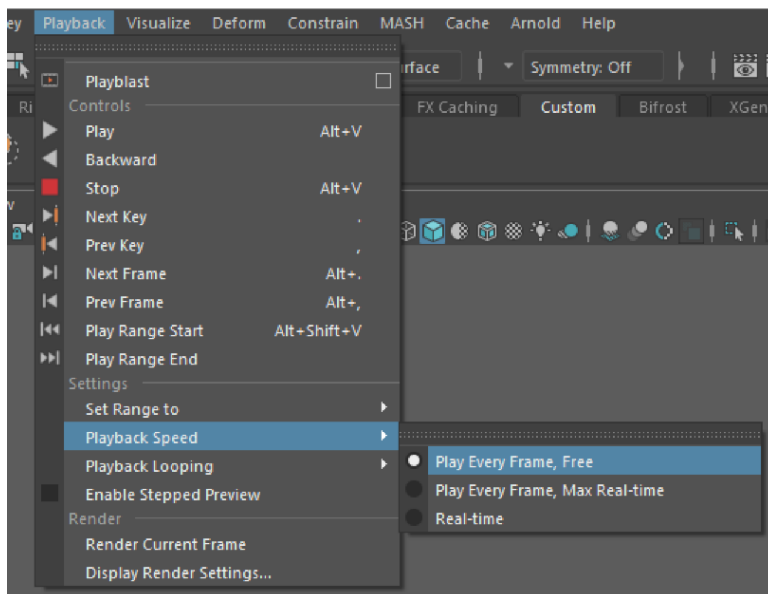 ey Playback Visualize Deform Constrain MASH Cache Arnold Help
rface Symmetry: Off
Playblast
Ri Controls FX Caching Custom Bifrost XGen
Play Alt+V
Backward
Stop Alt+V
Next Key .
Prev Key ,
Next Frame Alt+.
Prev Frame Alt+,
Play Range Start Alt+Shift+V
Play Range End
Settings
Set Range to
Playback Speed
Play Every Frame, Free
Playback Looping
Play Every Frame, Max Real-time
Enable Stepped Preview
Real-time
Render
Render Current Frame
Display Render Settings...